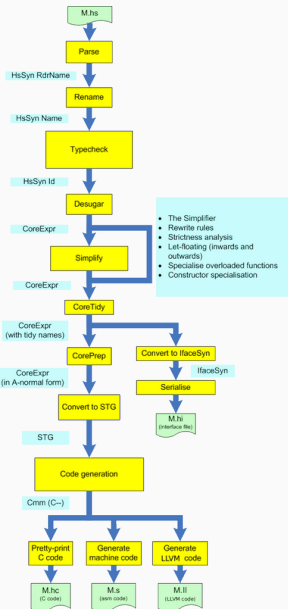 M.hs
Parse
HsSyn RdrName
Rename
HsSyn Name
Typecheck
HsSyn Id
Desugar
CoreExpr
• The Simplifier
• Rewrite rules
• Strictness analysis
• Let-floating (inwards and
outwards)
• Specialise overloaded functions
• Constructor specialisation
Simplify
CoreExpr
CoreTidy
CoreExpr
(with tidy names)
CorePrep
Convert to IfaceSyn
CoreExpr
(in A-normal form)
IfaceSyn
Serialise
Convert to STG
M.hi
(interface file)
STG
Code generation
Cmm (C--)
Pretty-print
C code
Generate
machine code
Generate
LLVM code
M.hc
(C code)
M.s
(asm code)
M.ll
(LLVM code)